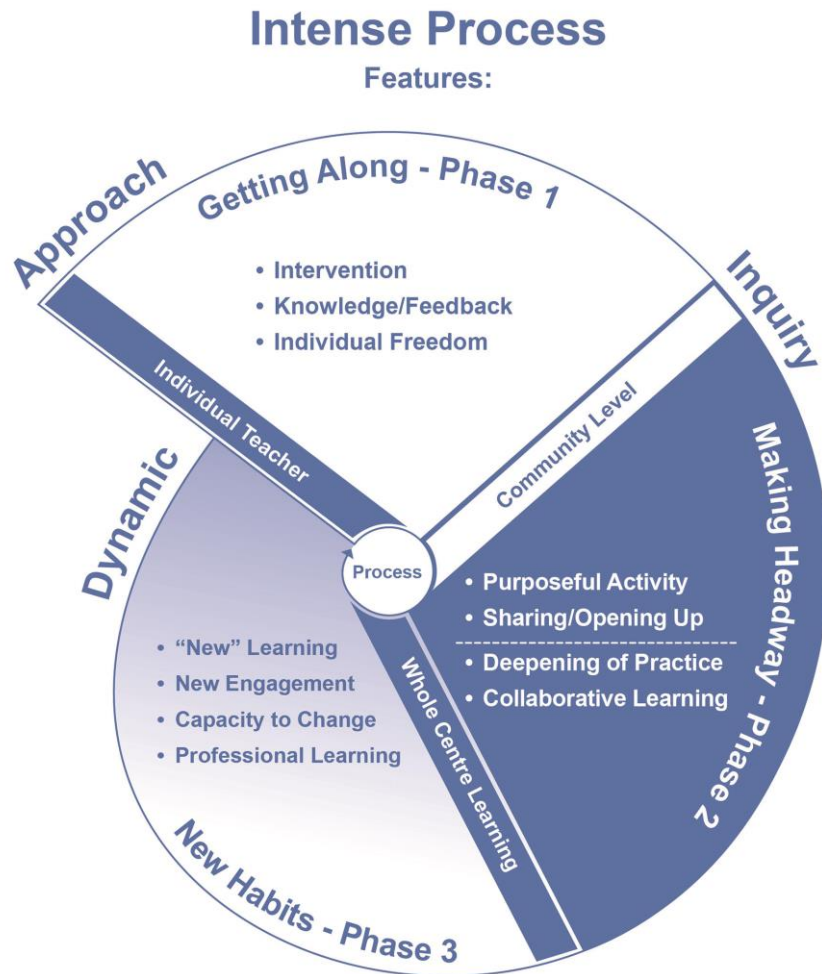 Intense Process
Features:
Approach
Getting Along - Phase 1
• Intervention
• Knowledge/Feedback
• Individual Freedom
Individual Teacher
Inquiry
Community Level
Making Headway - Phase 2
• Purposeful Activity
• Sharing/Opening Up
• Deepening of Practice
• Collaborative Learning
Whole Centre Learning
Process
Dynamic
• “New” Learning
• New Engagement
• Capacity to Change
• Professional Learning
New Habits - Phase 3